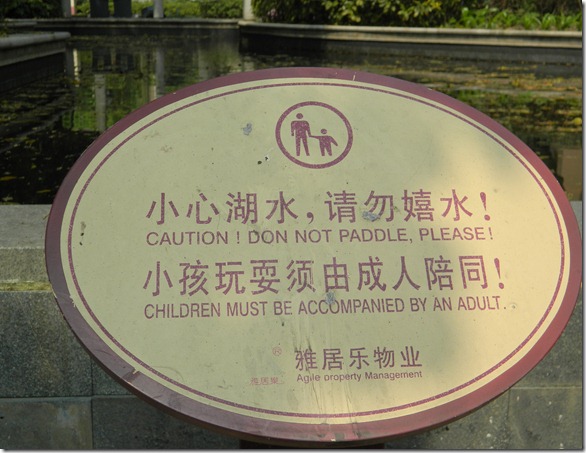 小心湖水，请勿嬉水！
CAUTION ! DON NOT PADDLE, PLEASE !
小孩玩耍须由成人陪同！
CHILDREN MUST BE ACCOMPANIED BY AN ADULT.
雅居乐物业
Agile property Management